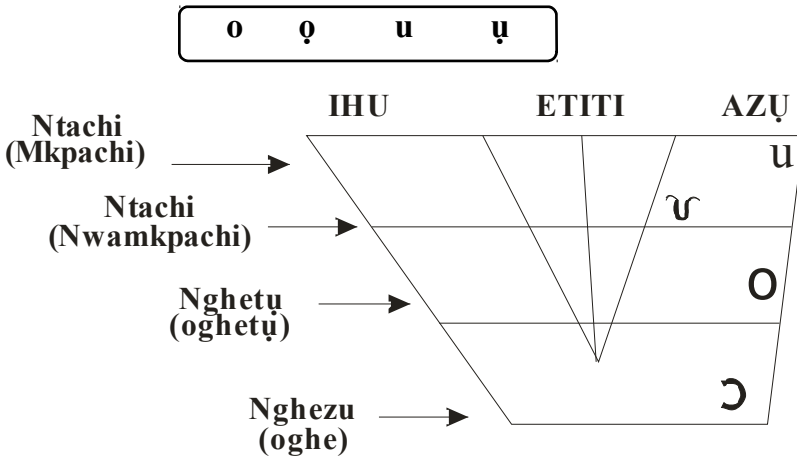 o ọ u ụ
IHU ETITI AZỤ
Ntachi
(Mkpachi)
u
Ntachi
(Nwamkpachi)
ʊ
Nghetụ
(oghetụ)
o
ɔ
Nghezu
(oghe)